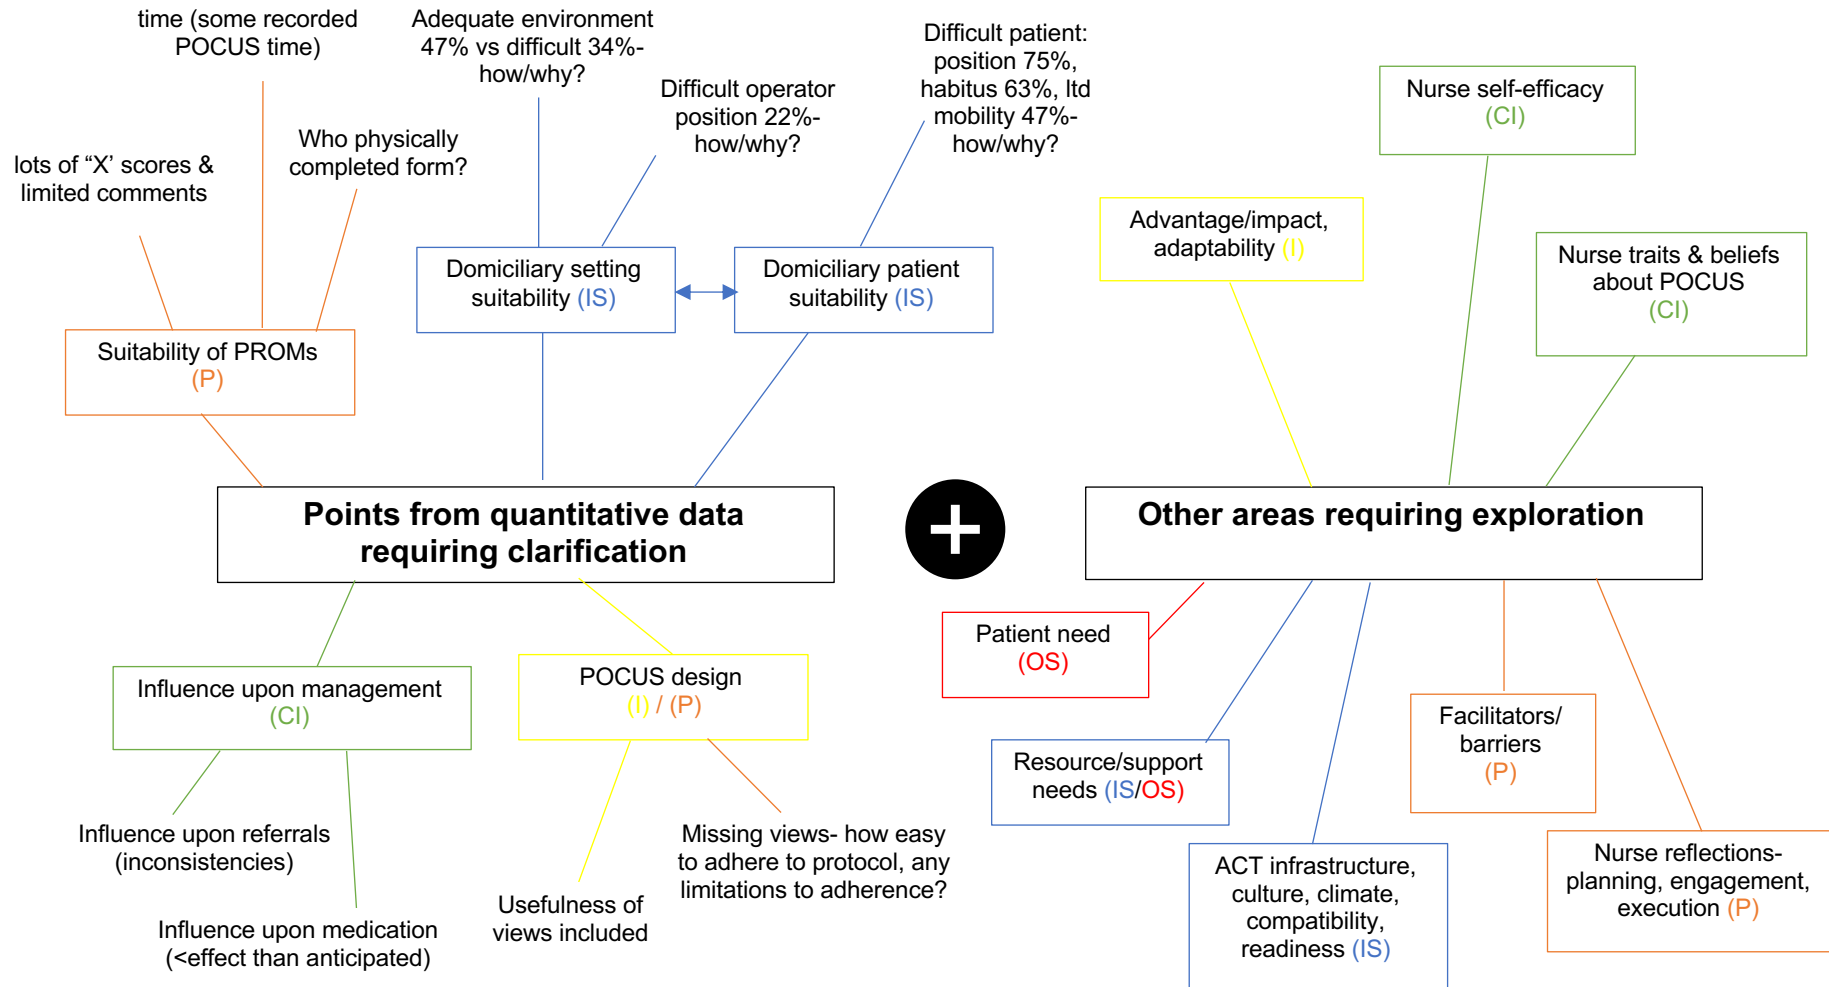 time (some recorded
POCUS time)
Adequate environment
47% vs difficult 34%-
how/why?
Difficult patient:
position 75%,
habitus 63%, ltd
mobility 47%-
how/why?
Difficult operator
position 22%-
how/why?
Who physically
completed form?
lots of “X’ scores &
limited comments
Nurse self-efficacy
(CI)
Advantage/impact,
adaptability (I)
Nurse traits & beliefs
about POCUS
(CI)
Domiciliary setting
suitability (IS)
Domiciliary patient
suitability (IS)
Suitability of PROMs
(P)
Points from quantitative data
requiring clarification
+
Other areas requiring exploration
Patient need
(OS)
Influence upon management
(CI)
POCUS design
(I) / (P)
Resource/support
needs (IS/OS)
Facilitators/
barriers
(P)
Influence upon referrals
(inconsistencies)
Influence upon medication
(<effect than anticipated)
Usefulness of
views included
Missing views- how easy
to adhere to protocol, any
limitations to adherence?
ACT infrastructure,
culture, climate,
compatibility,
readiness (IS)
Nurse reflections-
planning, engagement,
execution (P)